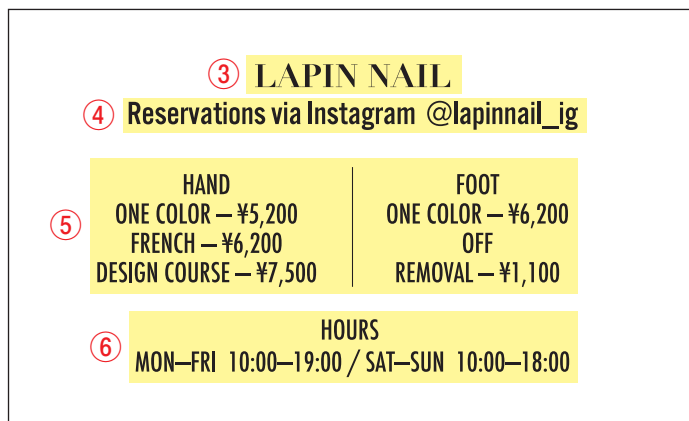 ③ LAPIN NAIL
④ Reservations via Instagram @lapinnail_ig
⑤
HAND
ONE COLOR — ¥5,200
FRENCH — ¥6,200
DESIGN COURSE — ¥7,500
FOOT
ONE COLOR — ¥6,200
OFF
REMOVAL — ¥1,100
⑥
HOURS
MON—FRI 10:00—19:00 / SAT—SUN 10:00—18:00